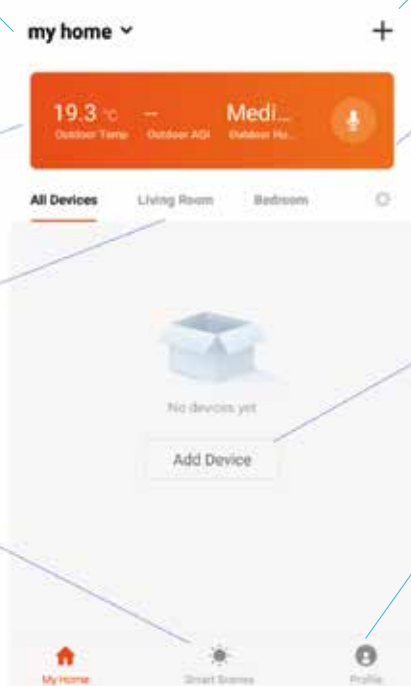 my home
19.3 °C -- Medi...
Outdoor Temp Outdoor AQI Outdoor Hu...
All Devices Living Room Bedroom
No devices yet
Add Device
My Home Smart Scenes Profile